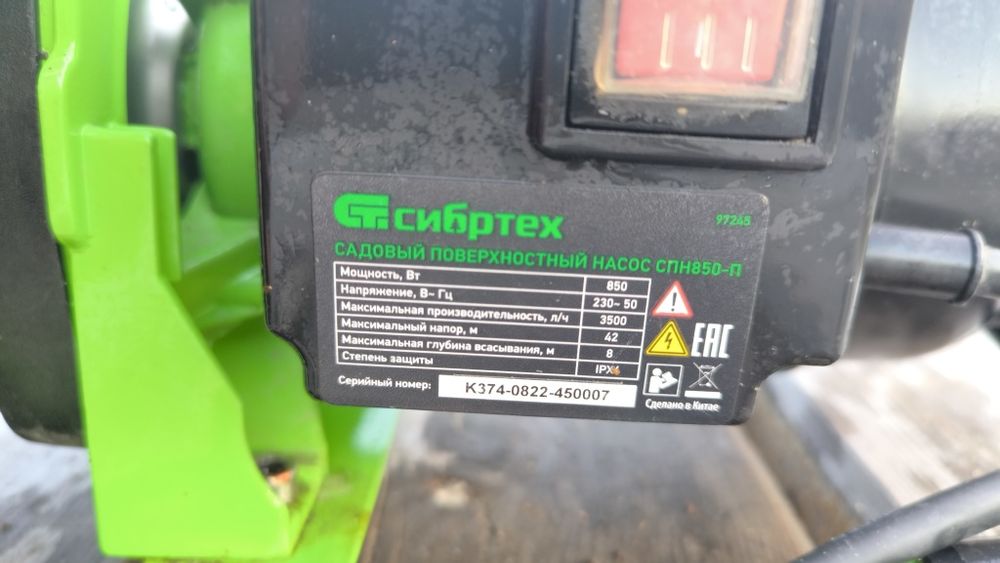 сибртех
97245
САДОВЫЙ ПОВЕРХНОСТНЫЙ НАСОС СПН850-П
Мощность, Вт 850
Напряжение, В~ Гц 230~ 50
Максимальная производительность, л/ч 3500
Максимальный напор, м 42
Максимальная глубина всасывания, м 8
Степень защиты
Серийный номер: K374-0822-450007
EAC
Сделано в Китае